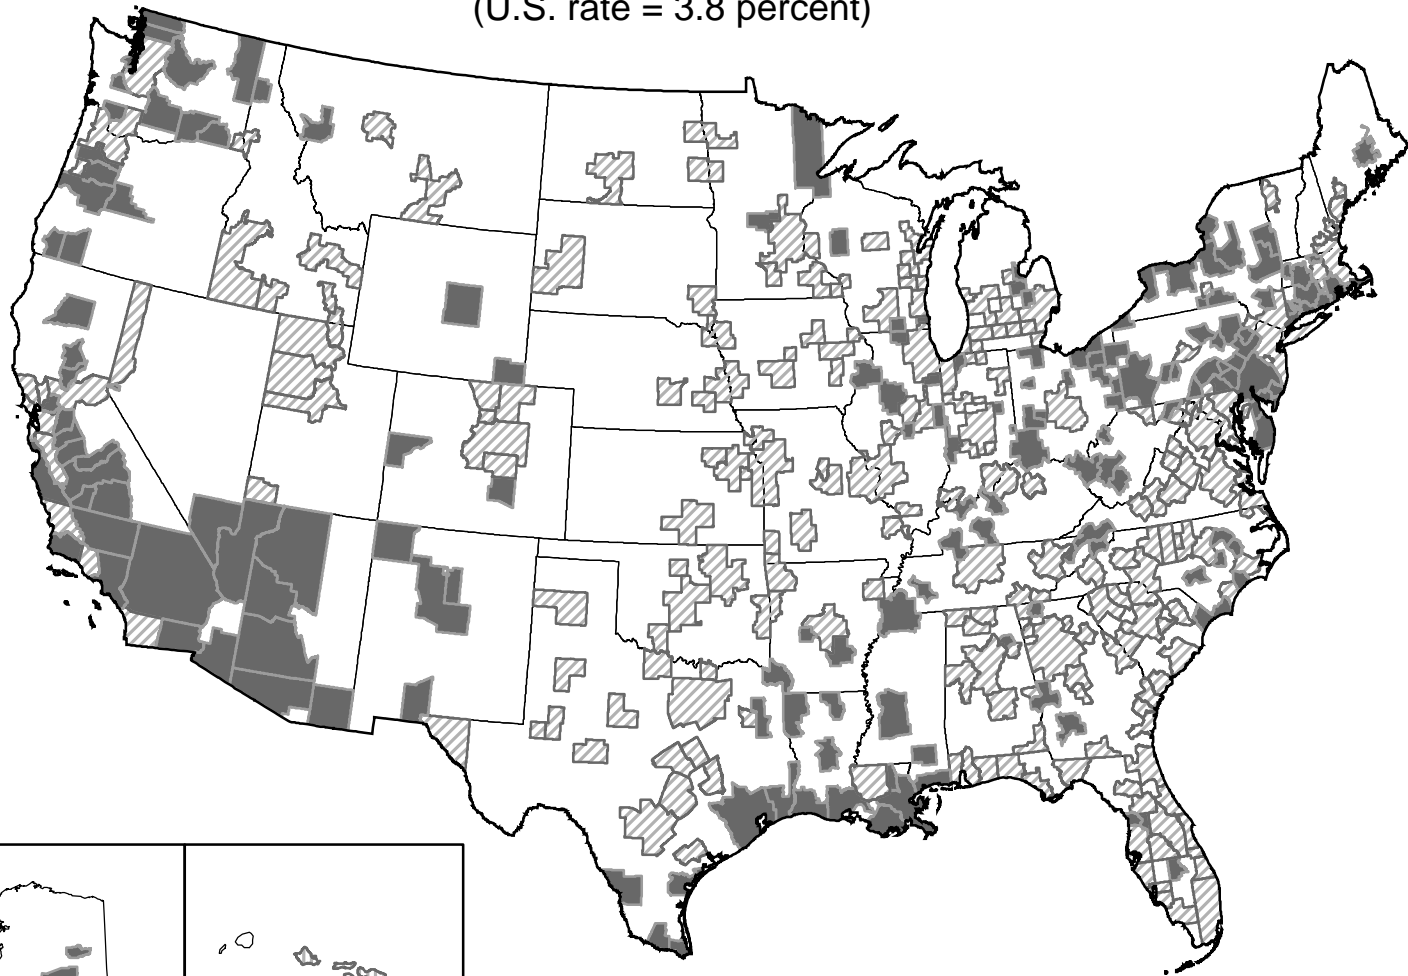 (U.S. rate = 3.8 percent)